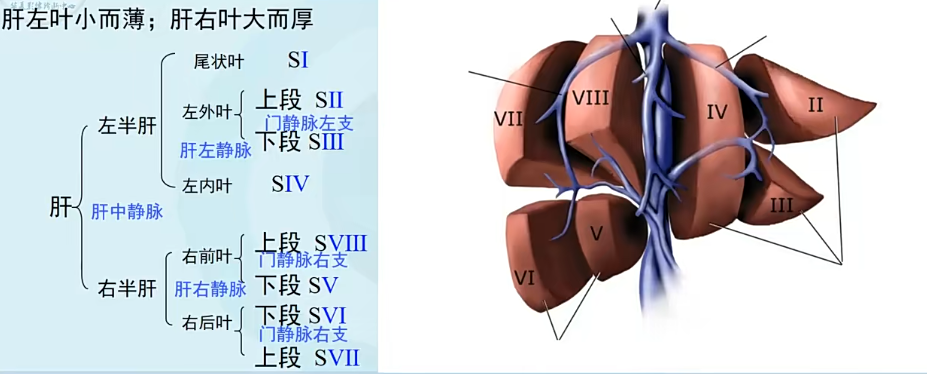 肝左叶小而薄；肝右叶大而厚
尾状叶 SI
左外叶 上段 SII
门静脉左支
左半肝
肝左静脉 下段 SIII
左内叶 SIV
肝 肝中静脉
右前叶 上段 SVIII
门静脉右支
右半肝 肝右静脉 下段 SV
右后叶 下段 SVI
门静脉右支
上段 SVII
VII
VIII
IV
II
III
V
VI